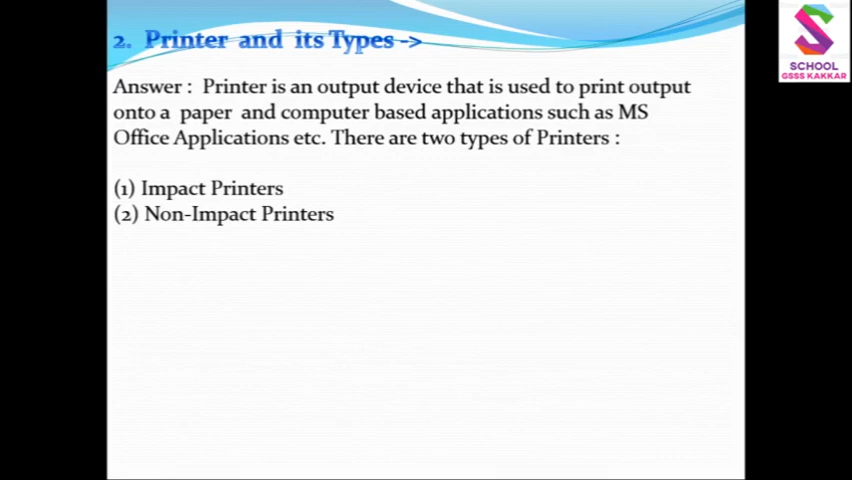 2. Printer and its Types ->
Answer : Printer is an output device that is used to print output
onto a paper and computer based applications such as MS
Office Applications etc. There are two types of Printers :
(1) Impact Printers
(2) Non-Impact Printers
SCHOOL
GSSS KAKKAR